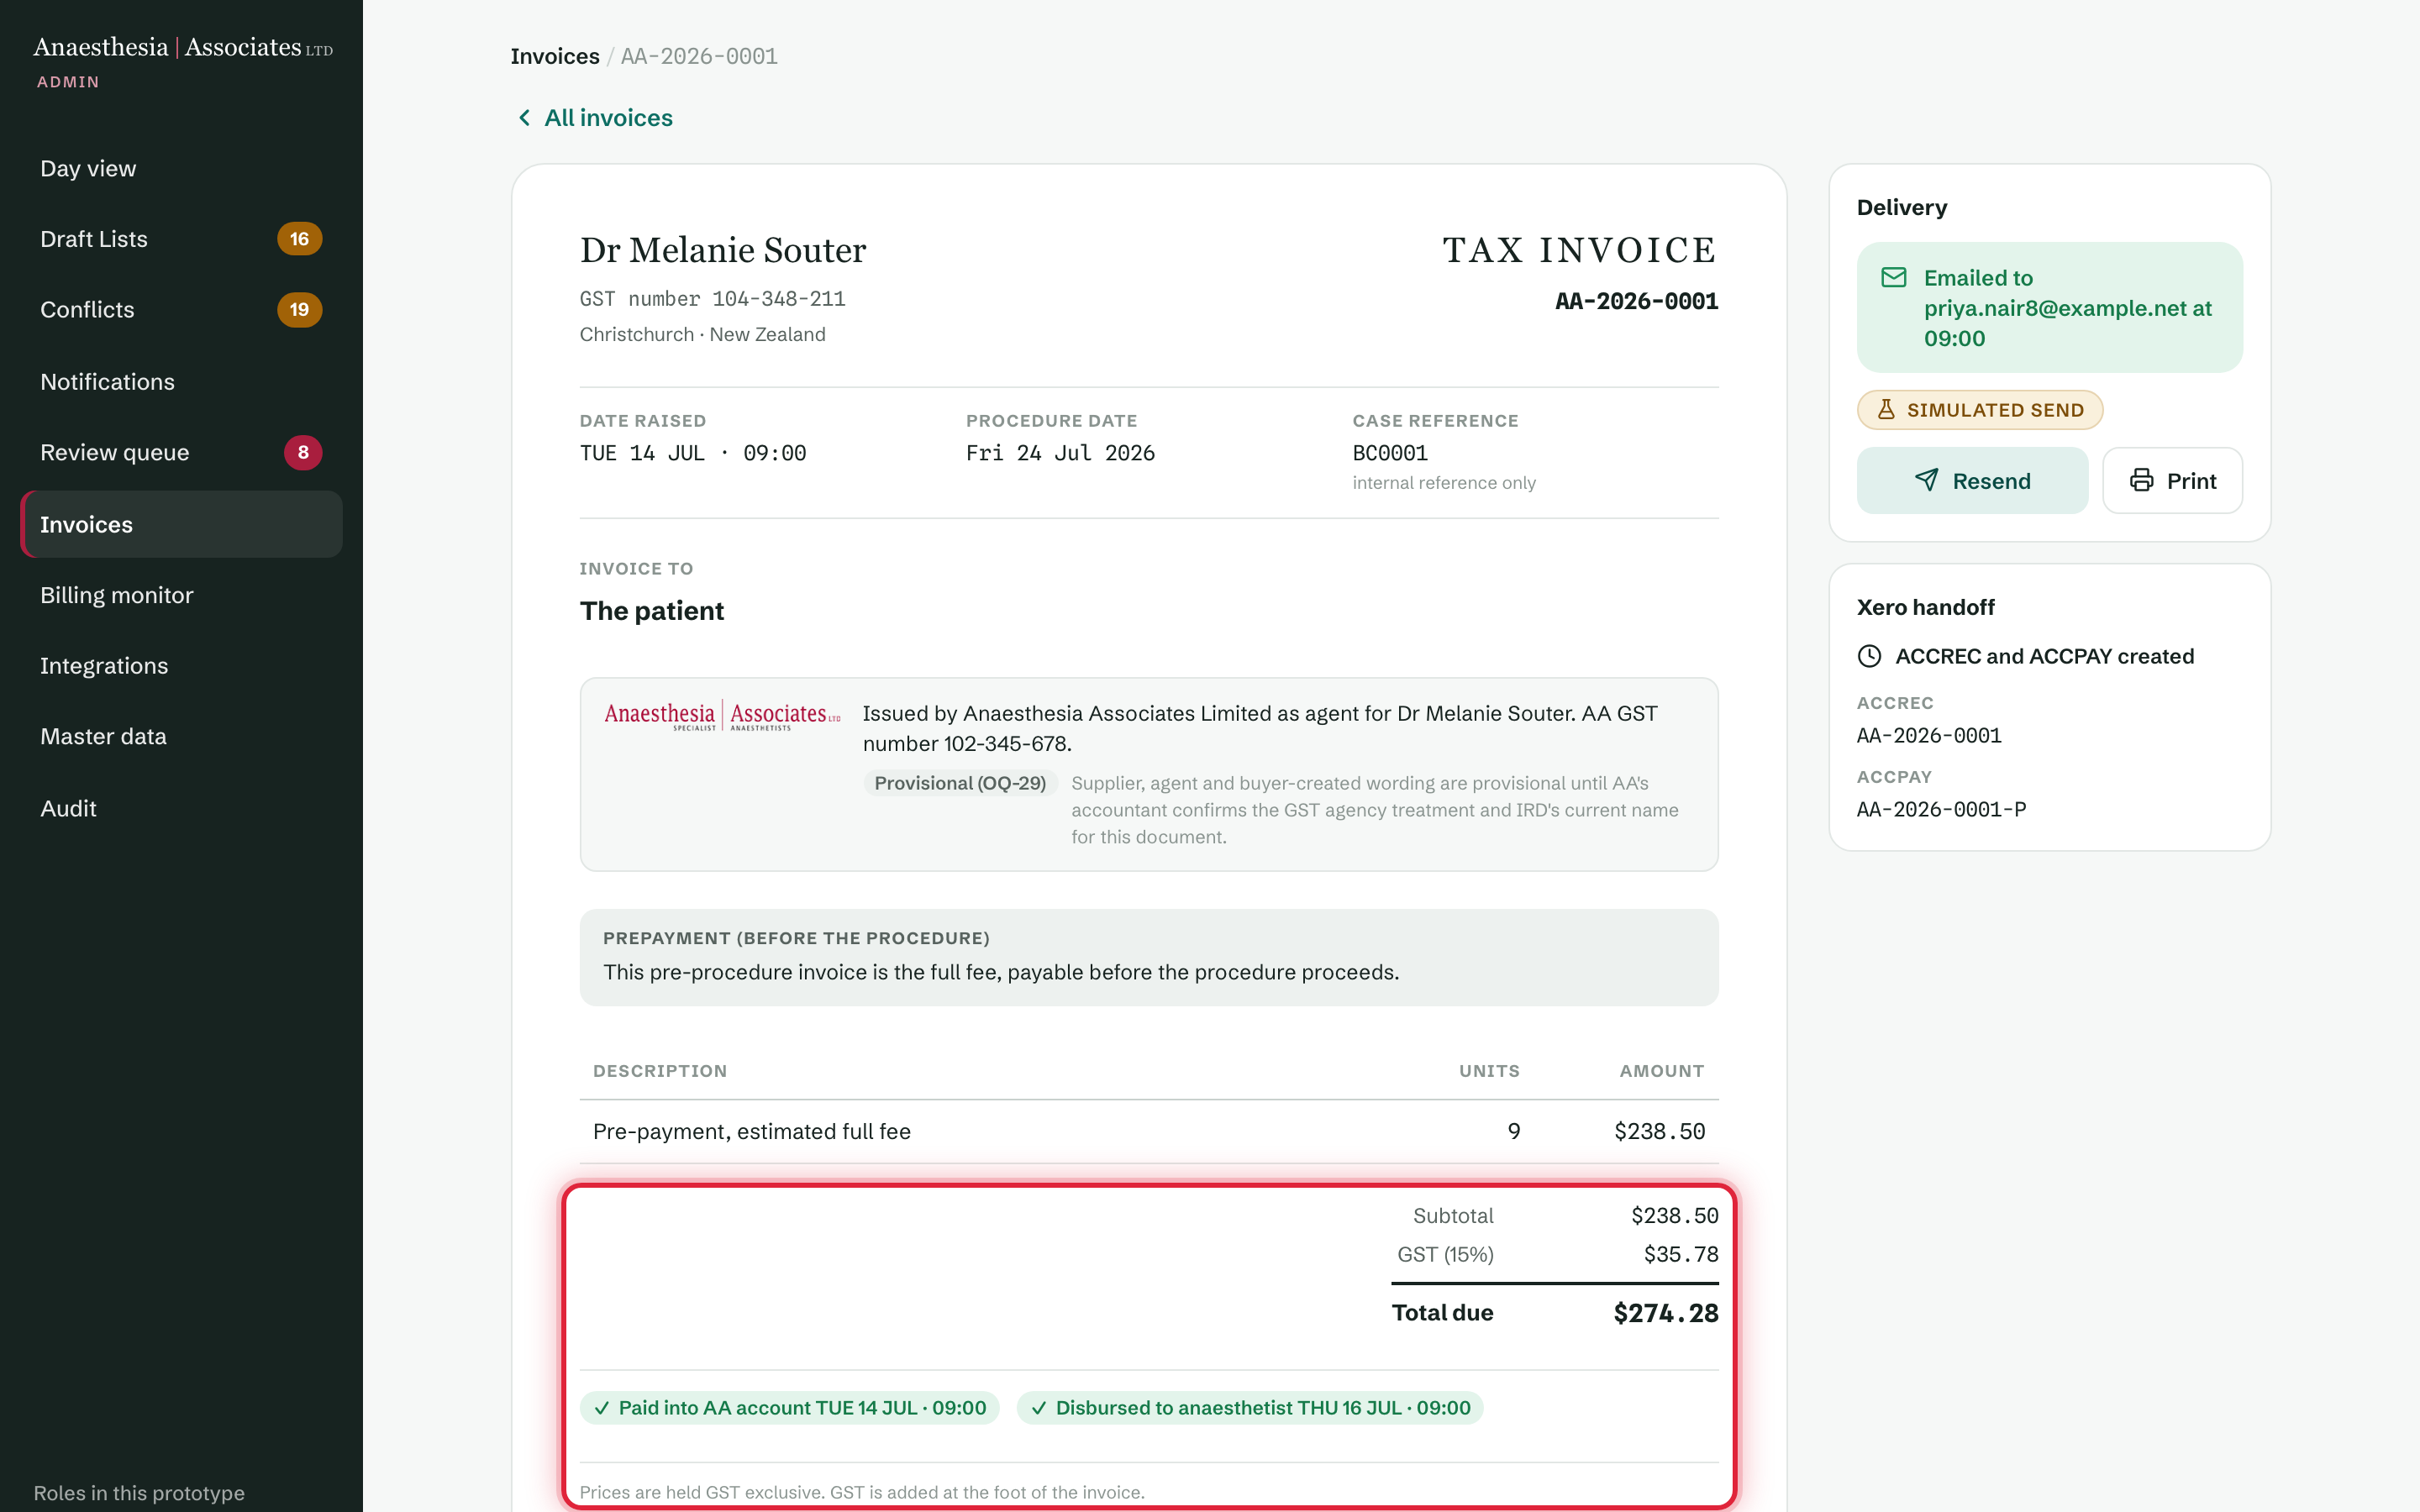 Anaesthesia | Associates LTD
ADMIN
Day view
Draft Lists 16
Conflicts 19
Notifications
Review queue 8
Invoices
Billing monitor
Integrations
Master data
Audit
Roles in this prototype
Invoices / AA-2026-0001
All invoices
Dr Melanie Souter
GST number 104-348-211
Christchurch · New Zealand
TAX INVOICE
AA-2026-0001
DATE RAISED
TUE 14 JUL · 09:00
PROCEDURE DATE
Fri 24 Jul 2026
CASE REFERENCE
BC0001
internal reference only
INVOICE TO
The patient
Anaesthesia | Associates LTD
SPECIALIST ANAESTHETISTS
Issued by Anaesthesia Associates Limited as agent for Dr Melanie Souter. AA GST
number 102-345-678.
Provisional (OQ-29)
Supplier, agent and buyer-created wording are provisional until AA's
accountant confirms the GST agency treatment and IRD's current name
for this document.
PREPAYMENT (BEFORE THE PROCEDURE)
This pre-procedure invoice is the full fee, payable before the procedure proceeds.
DESCRIPTION UNITS AMOUNT
Pre-payment, estimated full fee 9 $238.50
Subtotal $238.50
GST (15%) $35.78
Total due $274.28
Paid into AA account TUE 14 JUL · 09:00
Disbursed to anaesthetist THU 16 JUL · 09:00
Prices are held GST exclusive. GST is added at the foot of the invoice.
Delivery
Emailed to
priya.nair8@example.net at
09:00
SIMULATED SEND
Resend
Print
Xero handoff
ACCREC and ACCPAY created
ACCREC
AA-2026-0001
ACCPAY
AA-2026-0001-P